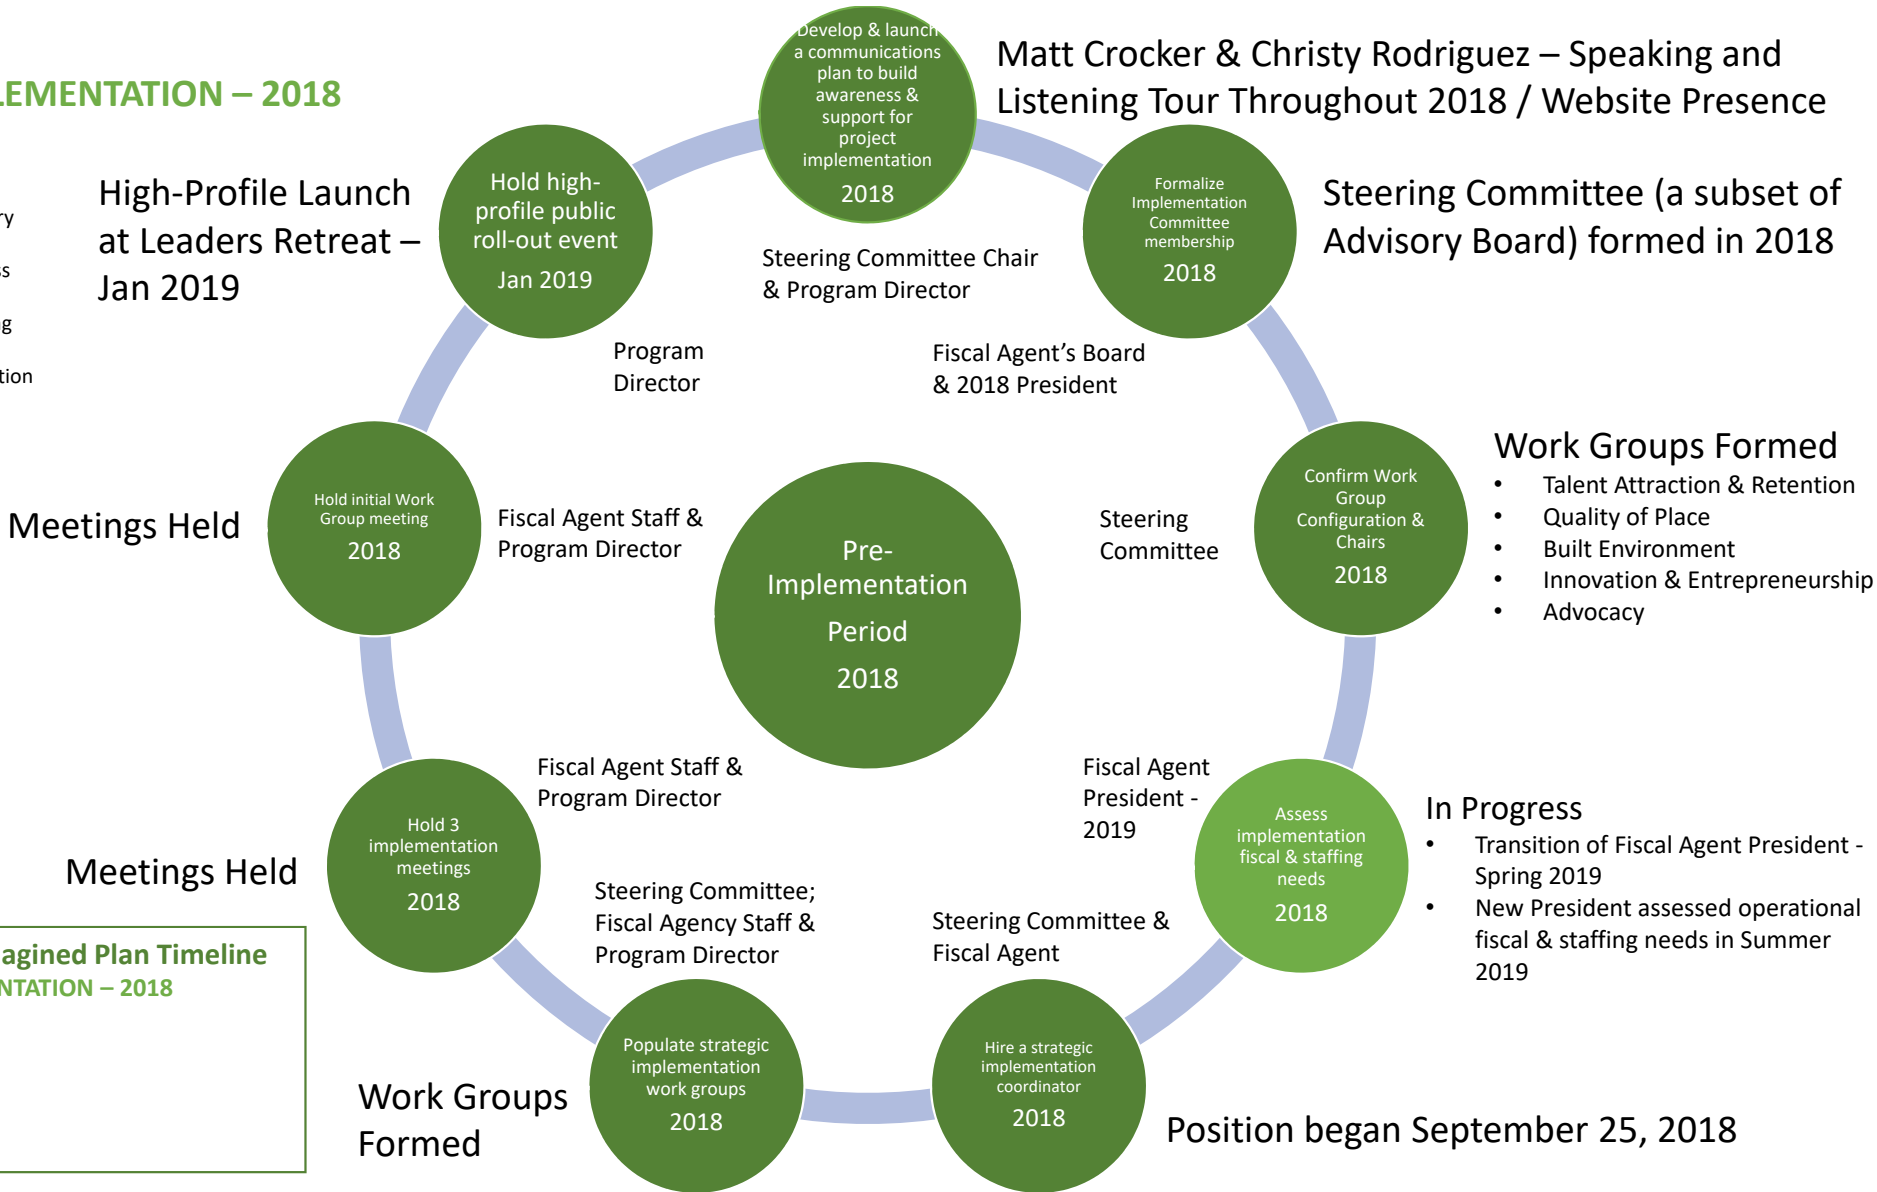 LEMENTATION – 2018
Develop & launch
a communications
plan to build
awareness &
support for
project
implementation
2018
Matt Crocker & Christy Rodriguez – Speaking and
Listening Tour Throughout 2018 / Website Presence
Steering Committee Chair
& Program Director
Formalize
Implementation
Committee
membership
2018
Steering Committee (a subset of
Advisory Board) formed in 2018
Fiscal Agent’s Board
& 2018 President
Confirm Work
Group
Configuration &
Chairs
2018
Steering
Committee
Work Groups Formed
• Talent Attraction & Retention
• Quality of Place
• Built Environment
• Innovation & Entrepreneurship
• Advocacy
Assess
implementation
fiscal & staffing
needs
2018
Fiscal Agent
President -
2019
In Progress
• Transition of Fiscal Agent President -
Spring 2019
• New President assessed operational
fiscal & staffing needs in Summer
2019
Hire a strategic
implementation
coordinator
2018
Steering Committee &
Fiscal Agent
Position began September 25, 2018
Populate strategic
implementation
work groups
2018
Steering Committee;
Fiscal Agency Staff &
Program Director
Work Groups
Formed
Hold 3
implementation
meetings
2018
Fiscal Agent Staff &
Program Director
Meetings Held
Hold initial Work
Group meeting
2018
Fiscal Agent Staff &
Program Director
Meetings Held
Hold high-
profile public
roll-out event
Jan 2019
Program
Director
High-Profile Launch
at Leaders Retreat –
Jan 2019
Pre-
Implementation
Period
2018
ry
ss
g
tion
agined Plan Timeline
NTATION – 2018